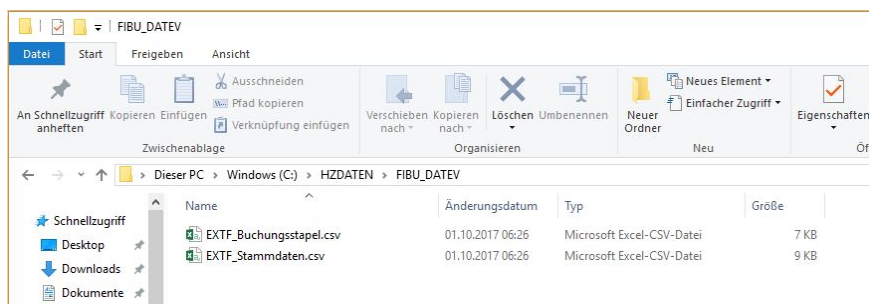 FIBU_DATEV
Datei Start Freigeben Ansicht
An Schnellzugriff anheften
Kopieren
Einfügen
Ausschneiden
Pfad kopieren
Verknüpfung einfügen
Zwischenablage
Verschieben nach
Kopieren nach
Löschen
Umbenennen
Organisieren
Neuer Ordner
Neues Element
Einfacher Zugriff
Neu
Eigenschaften
Öf
Dieser PC > Windows (C:) > HZDATEN > FIBU_DATEV
Schnellzugriff
Desktop
Downloads
Dokumente
Name Änderungsdatum Typ Größe
EXTF_Buchungsstapel.csv 01.10.2017 06:26 Microsoft Excel-CSV-Datei 7 KB
EXTF_Stammdaten.csv 01.10.2017 06:26 Microsoft Excel-CSV-Datei 9 KB